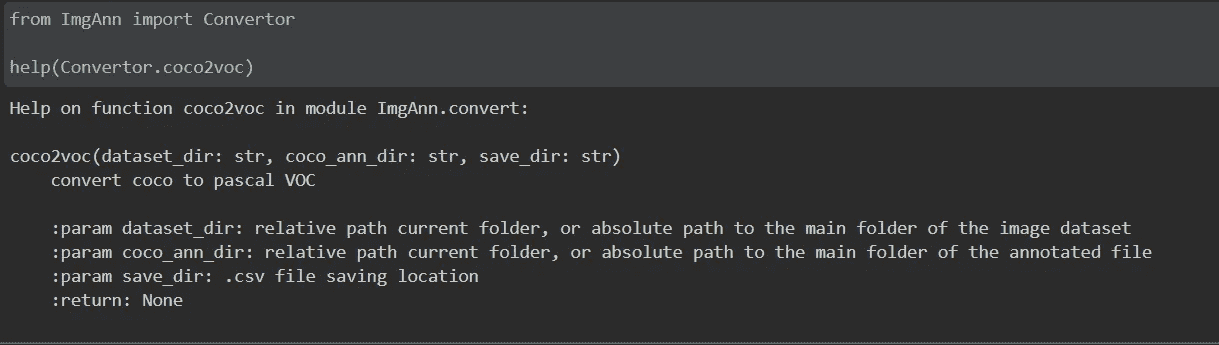 from ImgAnn import Convertor
help(Convertor.coco2voc)
Help on function coco2voc in module ImgAnn.convert:
coco2voc(dataset_dir: str, coco_ann_dir: str, save_dir: str)
convert coco to pascal VOC
:param dataset_dir: relative path current folder, or absolute path to the main folder of the image dataset
:param coco_ann_dir: relative path current folder, or absolute path to the main folder of the annotated file
:param save_dir: .csv file saving location
:return: None